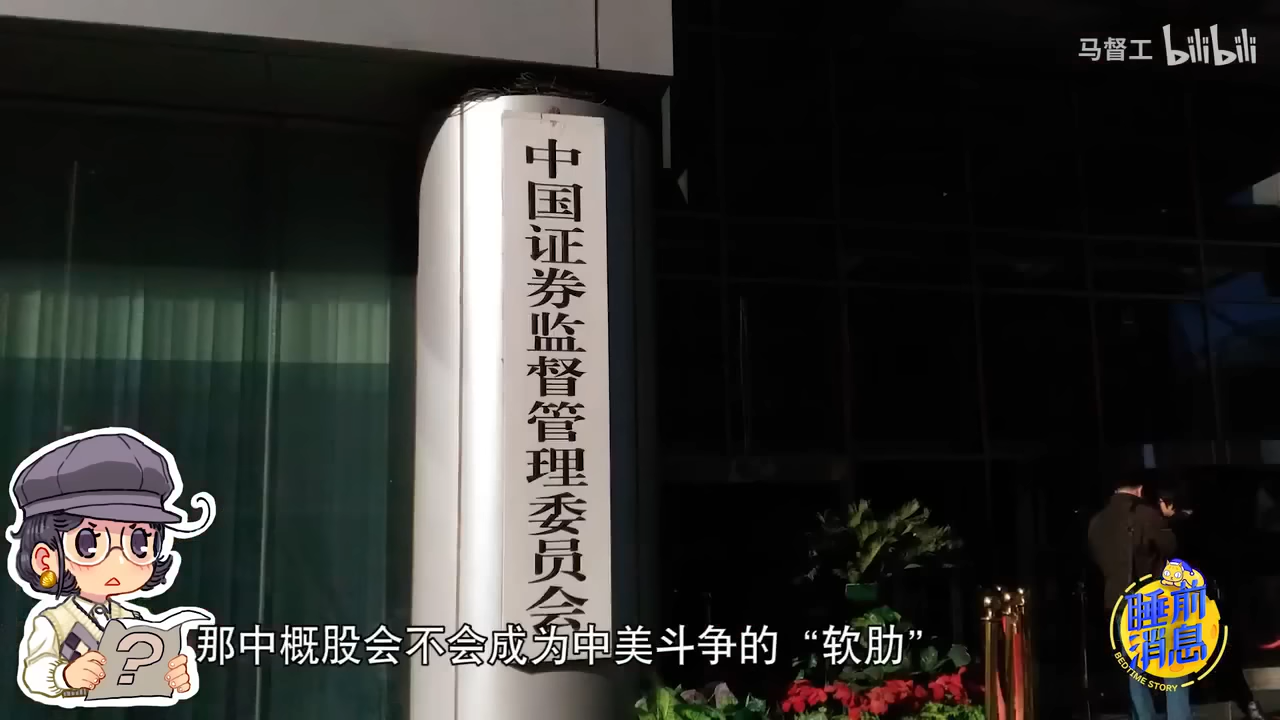 马督工 bilibili
中国证券监督管理委员会
?
那中概股会不会成为中美斗争的“软肋”
睡前
消息
BEDTIME STORY